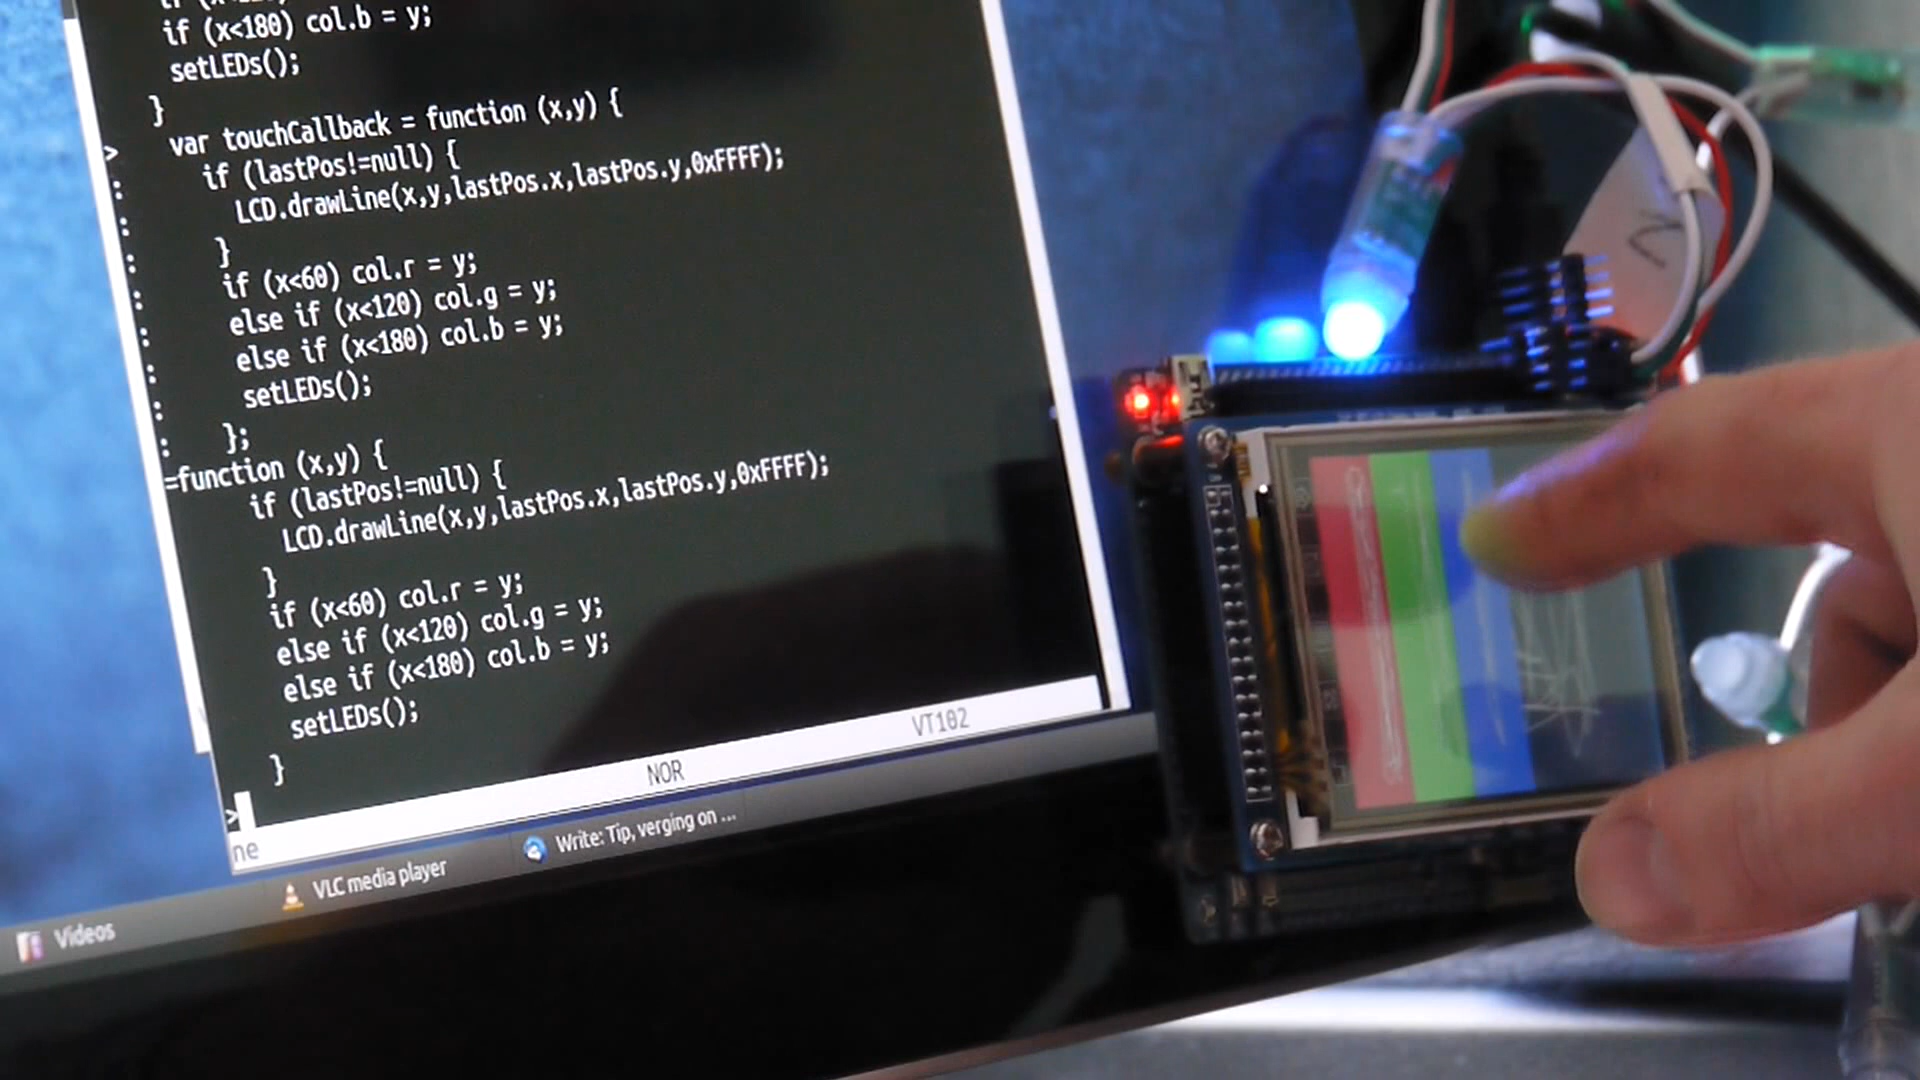 if (x<180) col.b = y;
setLEDs();
}
> var touchCallback = function (x,y) {
: if (lastPos!=null) {
: LCD.drawLine(x,y,lastPos.x,lastPos.y,0xFFFF);
: }
: if (x<60) col.r = y;
: else if (x<120) col.g = y;
: else if (x<180) col.b = y;
: setLEDs();
: };
=function (x,y) {
if (lastPos!=null) {
LCD.drawLine(x,y,lastPos.x,lastPos.y,0xFFFF);
}
if (x<60) col.r = y;
else if (x<120) col.g = y;
else if (x<180) col.b = y;
setLEDs();
}
>
ne NOR VT102
Videos VLC media player Write: Tip, verging on ...